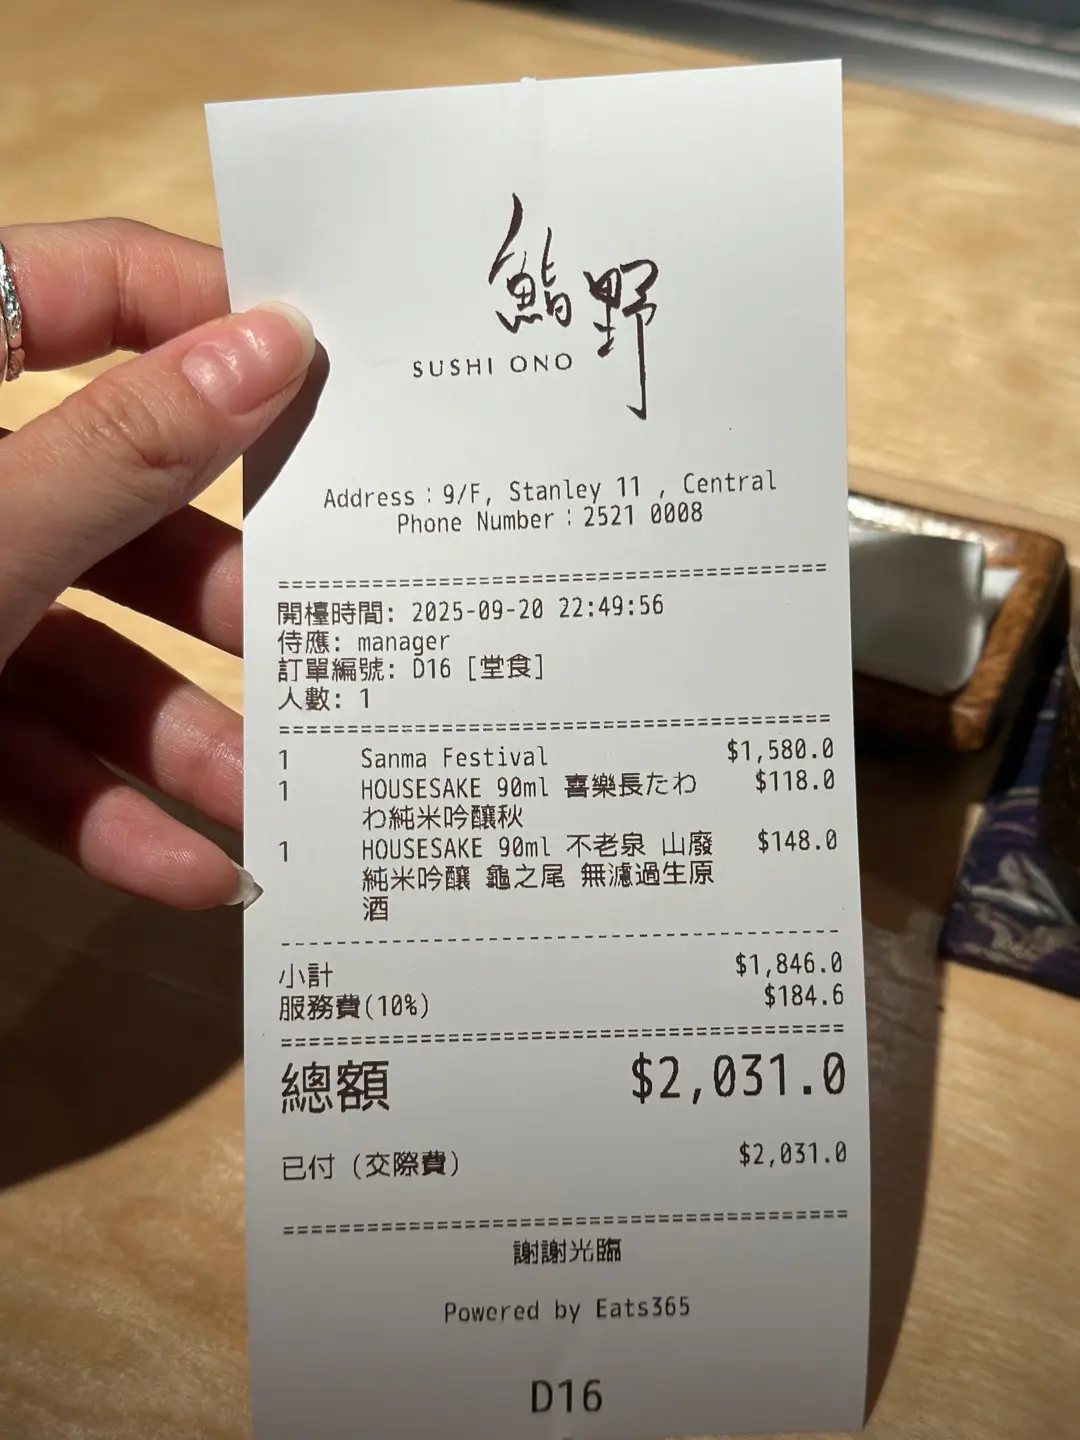 鮨野
SUSHI ONO
Address：9/F, Stanley 11 , Central
Phone Number：2521 0008
=========================================
開檯時間: 2025-09-20 22:49:56
侍應: manager
訂單編號: D16 [堂食]
人數: 1
=========================================
1 Sanma Festival $1,580.0
1 HOUSESAKE 90ml 喜樂長たわ $118.0
わ純米吟釀秋
1 HOUSESAKE 90ml 不老泉 山廢 $148.0
純米吟釀 龜之尾 無濾過生原
酒
-----------------------------------------
小計 $1,846.0
服務費(10%) $184.6
=========================================
總額 $2,031.0
已付 (交際費) $2,031.0
=========================================
謝謝光臨
Powered by Eats365
D16